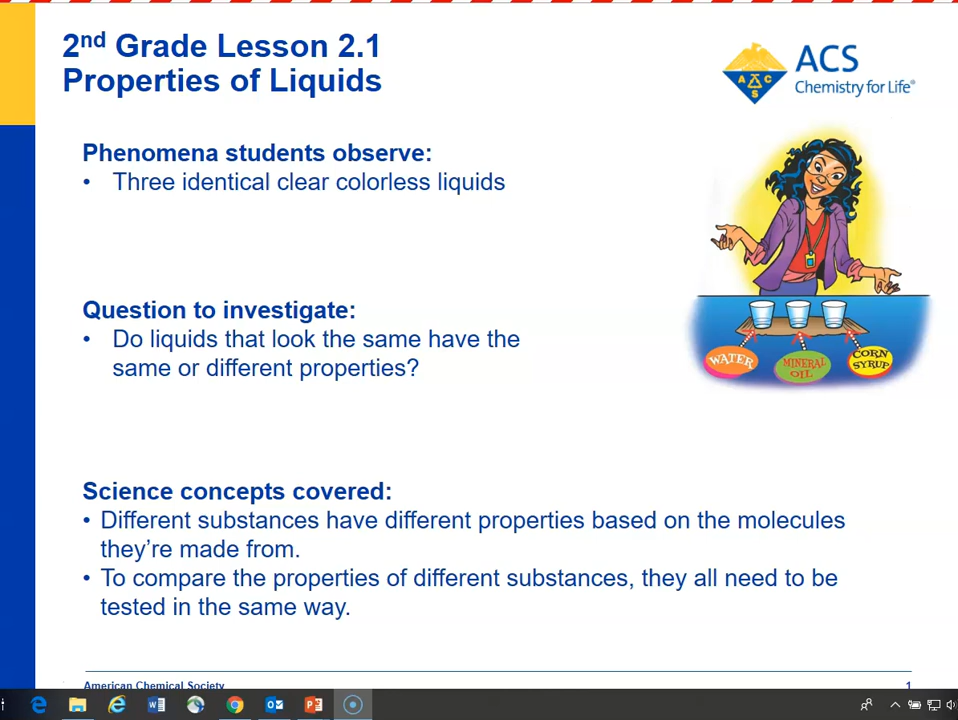 2nd Grade Lesson 2.1
Properties of Liquids
ACS
Chemistry for Life®
A C S
Phenomena students observe:
• Three identical clear colorless liquids
Question to investigate:
• Do liquids that look the same have the
same or different properties?
WATER
MINERAL
OIL
CORN
SYRUP
Science concepts covered:
• Different substances have different properties based on the molecules
they’re made from.
• To compare the properties of different substances, they all need to be
tested in the same way.
American Chemical Society
1